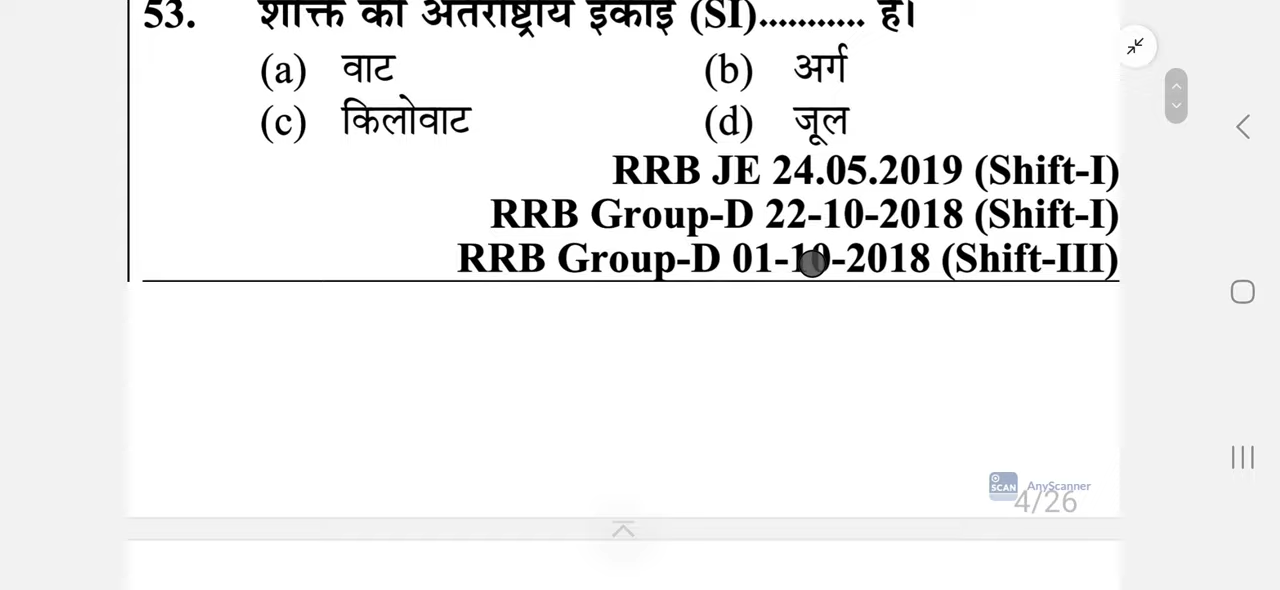 53. शक्ति की अंतर्राष्ट्रीय इकाई (SI)............ है।
(a) वाट (b) अर्ग
(c) किलोवाट (d) जूल
RRB JE 24.05.2019 (Shift-I)
RRB Group-D 22-10-2018 (Shift-I)
RRB Group-D 01-10-2018 (Shift-III)
SCAN AnyScanner
4/26